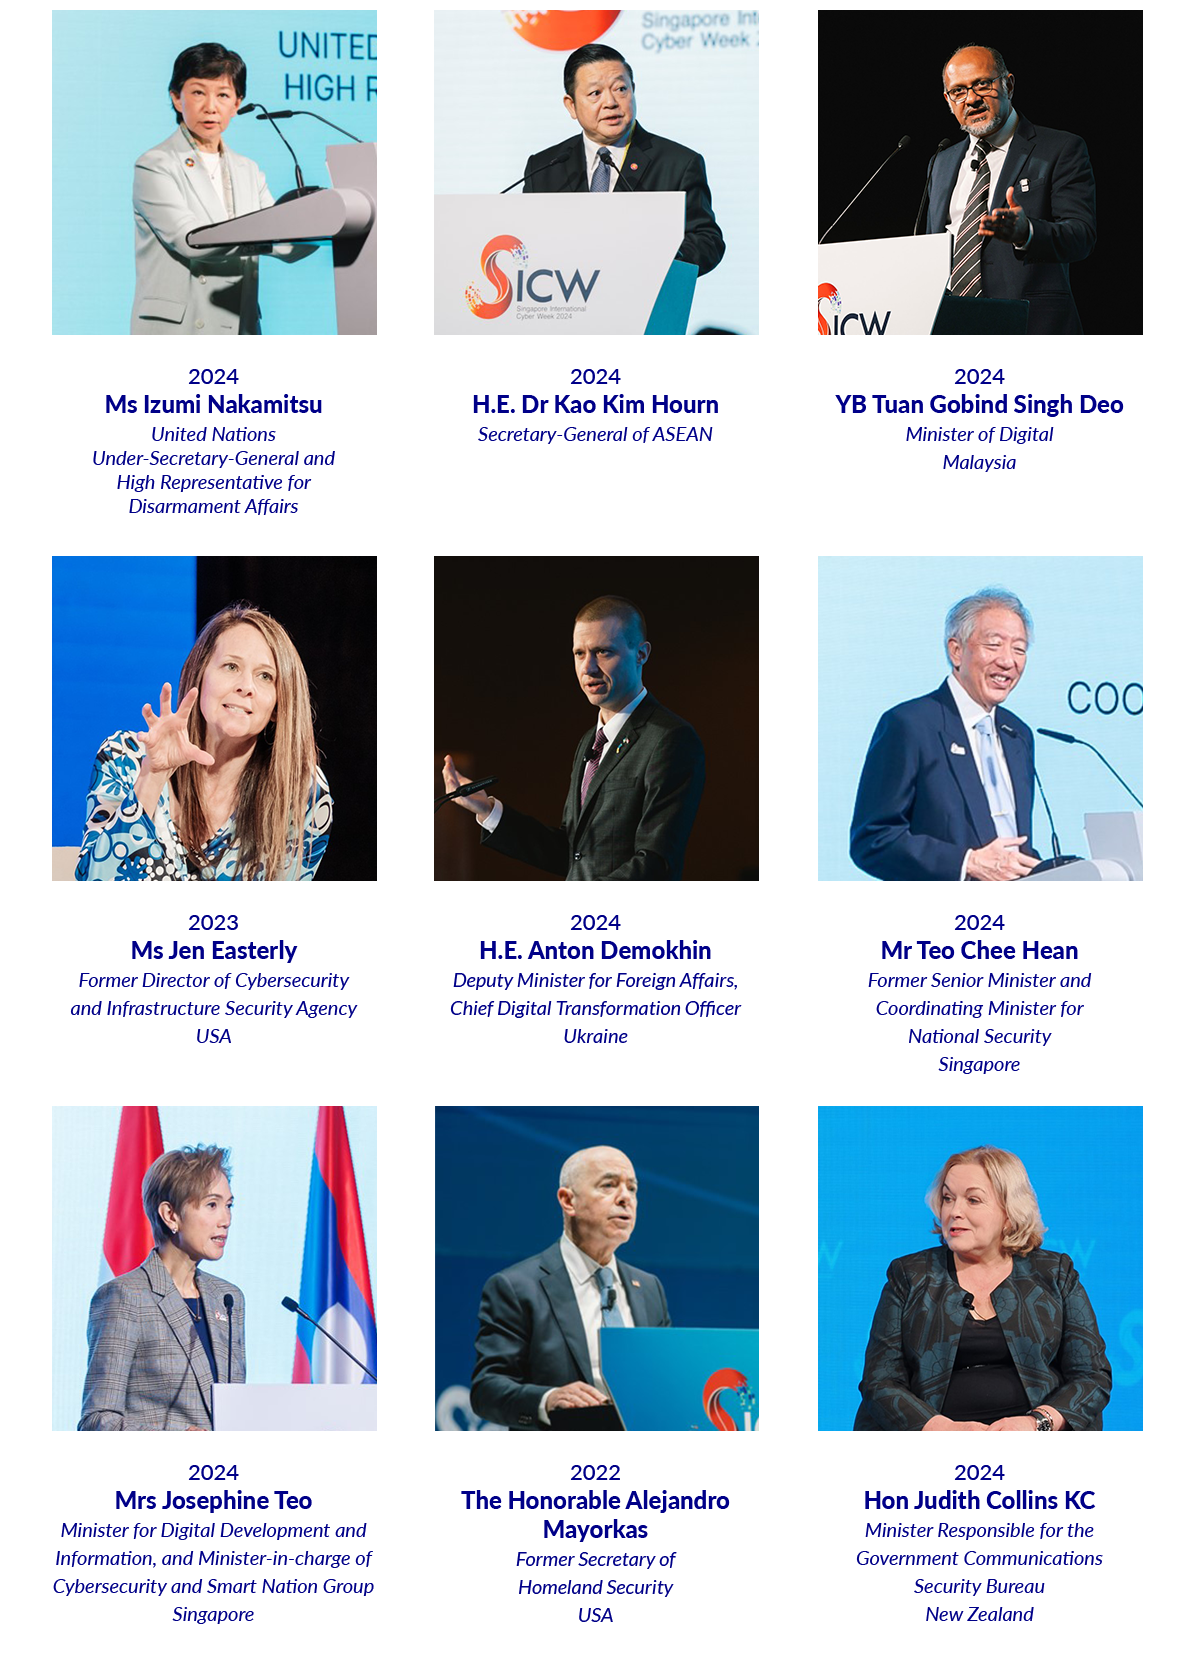 UNITED
HIGH R
Singapore Int
Cyber Week 2
SICW
Singapore International
Cyber Week 2024
SICW
2024
Ms Izumi Nakamitsu
United Nations
Under-Secretary-General and
High Representative for
Disarmament Affairs
2024
H.E. Dr Kao Kim Hourn
Secretary-General of ASEAN
2024
YB Tuan Gobind Singh Deo
Minister of Digital
Malaysia
COO
2023
Ms Jen Easterly
Former Director of Cybersecurity
and Infrastructure Security Agency
USA
2024
H.E. Anton Demokhin
Deputy Minister for Foreign Affairs,
Chief Digital Transformation Officer
Ukraine
2024
Mr Teo Chee Hean
Former Senior Minister and
Coordinating Minister for
National Security
Singapore
SIC
CW
S
2024
Mrs Josephine Teo
Minister for Digital Development and
Information, and Minister-in-charge of
Cybersecurity and Smart Nation Group
Singapore
2022
The Honorable Alejandro
Mayorkas
Former Secretary of
Homeland Security
USA
2024
Hon Judith Collins KC
Minister Responsible for the
Government Communications
Security Bureau
New Zealand